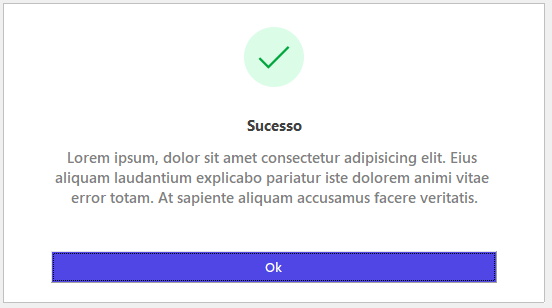 Sucesso
Lorem ipsum, dolor sit amet consectetur adipisicing elit. Eius
aliquam laudantium explicabo pariatur iste dolorem animi vitae
error totam. At sapiente aliquam accusamus facere veritatis.
Ok